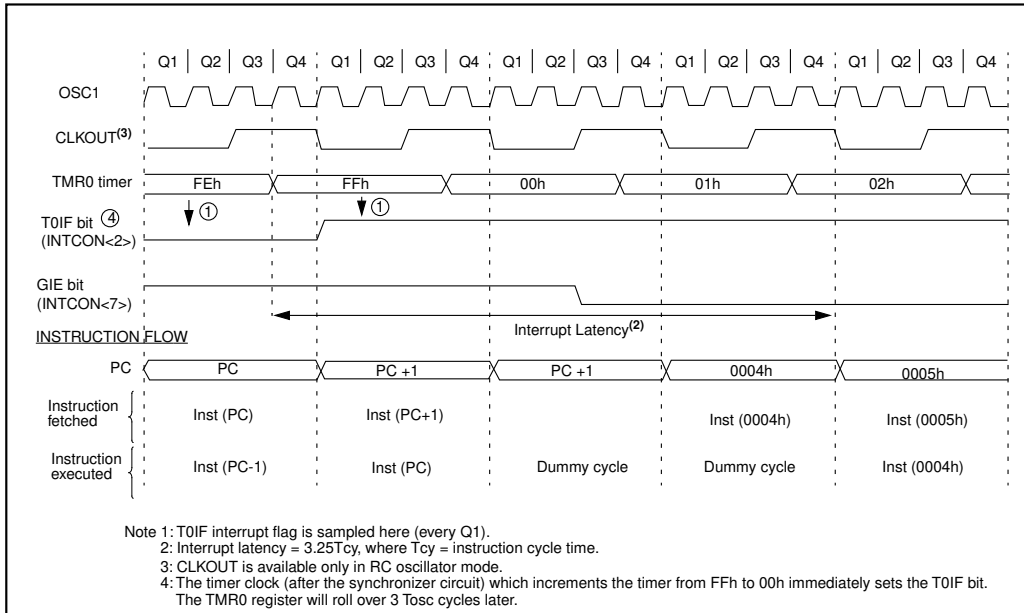 Q1 Q2 Q3 Q4 Q1 Q2 Q3 Q4 Q1 Q2 Q3 Q4 Q1 Q2 Q3 Q4 Q1 Q2 Q3 Q4
OSC1
CLKOUT(3)
TMR0 timer FEh FFh 00h 01h 02h
T0IF bit ④ ① ①
(INTCON<2>)
GIE bit
(INTCON<7>)
Interrupt Latency(2)
INSTRUCTION FLOW
PC PC PC +1 PC +1 0004h 0005h
Instruction
fetched Inst (PC) Inst (PC+1) Inst (0004h) Inst (0005h)
Instruction
executed Inst (PC-1) Inst (PC) Dummy cycle Dummy cycle Inst (0004h)
Note 1: T0IF interrupt flag is sampled here (every Q1).
2: Interrupt latency = 3.25Tcy, where Tcy = instruction cycle time.
3: CLKOUT is available only in RC oscillator mode.
4: The timer clock (after the synchronizer circuit) which increments the timer from FFh to 00h immediately sets the T0IF bit.
The TMR0 register will roll over 3 Tosc cycles later.